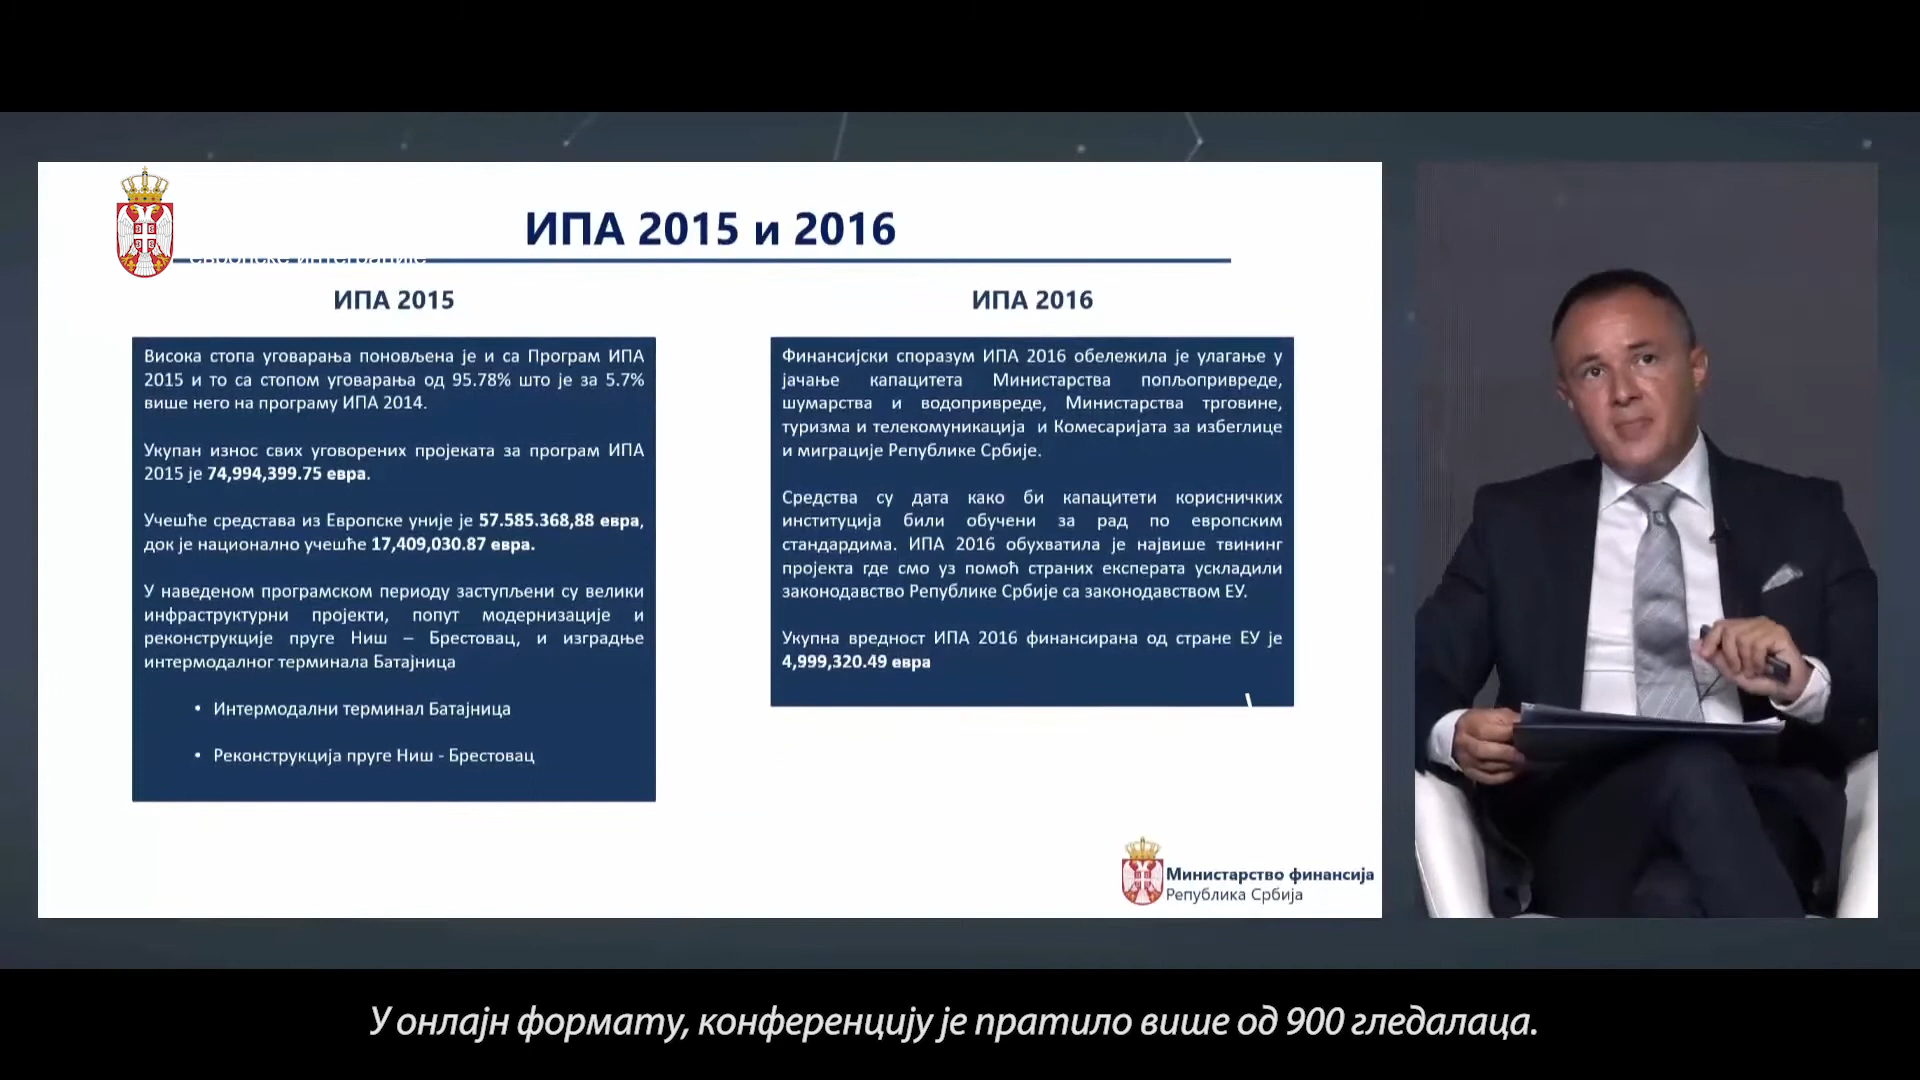 ИПА 2015 и 2016
европске интеграције
ИПА 2015
Висока стопа уговарања поновљена је и са Програм ИПА
2015 и то са стопом уговарања од 95.78% што је за 5.7%
више него на програму ИПА 2014.
Укупан износ свих уговорених пројеката за програм ИПА
2015 је 74,994,399.75 евра.
Учешће средства из Европске уније је 57.585.368,88 евра,
док је национално учешће 17,409,030.87 евра.
У наведеном програмском периоду заступљени су велики
инфраструктурни пројекти, попут модернизације и
реконструкције пруге Ниш – Брестовац, и изградње
интермодалног терминала Батајница
• Интермодални терминал Батајница
• Реконструкција пруге Ниш - Брестовац
ИПА 2016
Финансијски споразум ИПА 2016 обележила је улагање у
јачање капацитета Министарства попљопривреде,
шумарства и водопривреде, Министарства трговине,
туризма и телекомуникација и Комесаријата за избеглице
и миграције Републике Србије.
Средства су дата како би капацитети корисничких
институција били обучени за рад по европским
стандардима. ИПА 2016 обухватила је највише твининг
пројекта где смо уз помоћ страних експерата ускладили
законодавство Републике Србије са законодавством ЕУ.
Укупна вредност ИПА 2016 финансирана од стране ЕУ је
4,999,320.49 евра
Министарство финансија
Република Србија
У онлајн формату, конференцију је пратило више од 900 гледалаца.